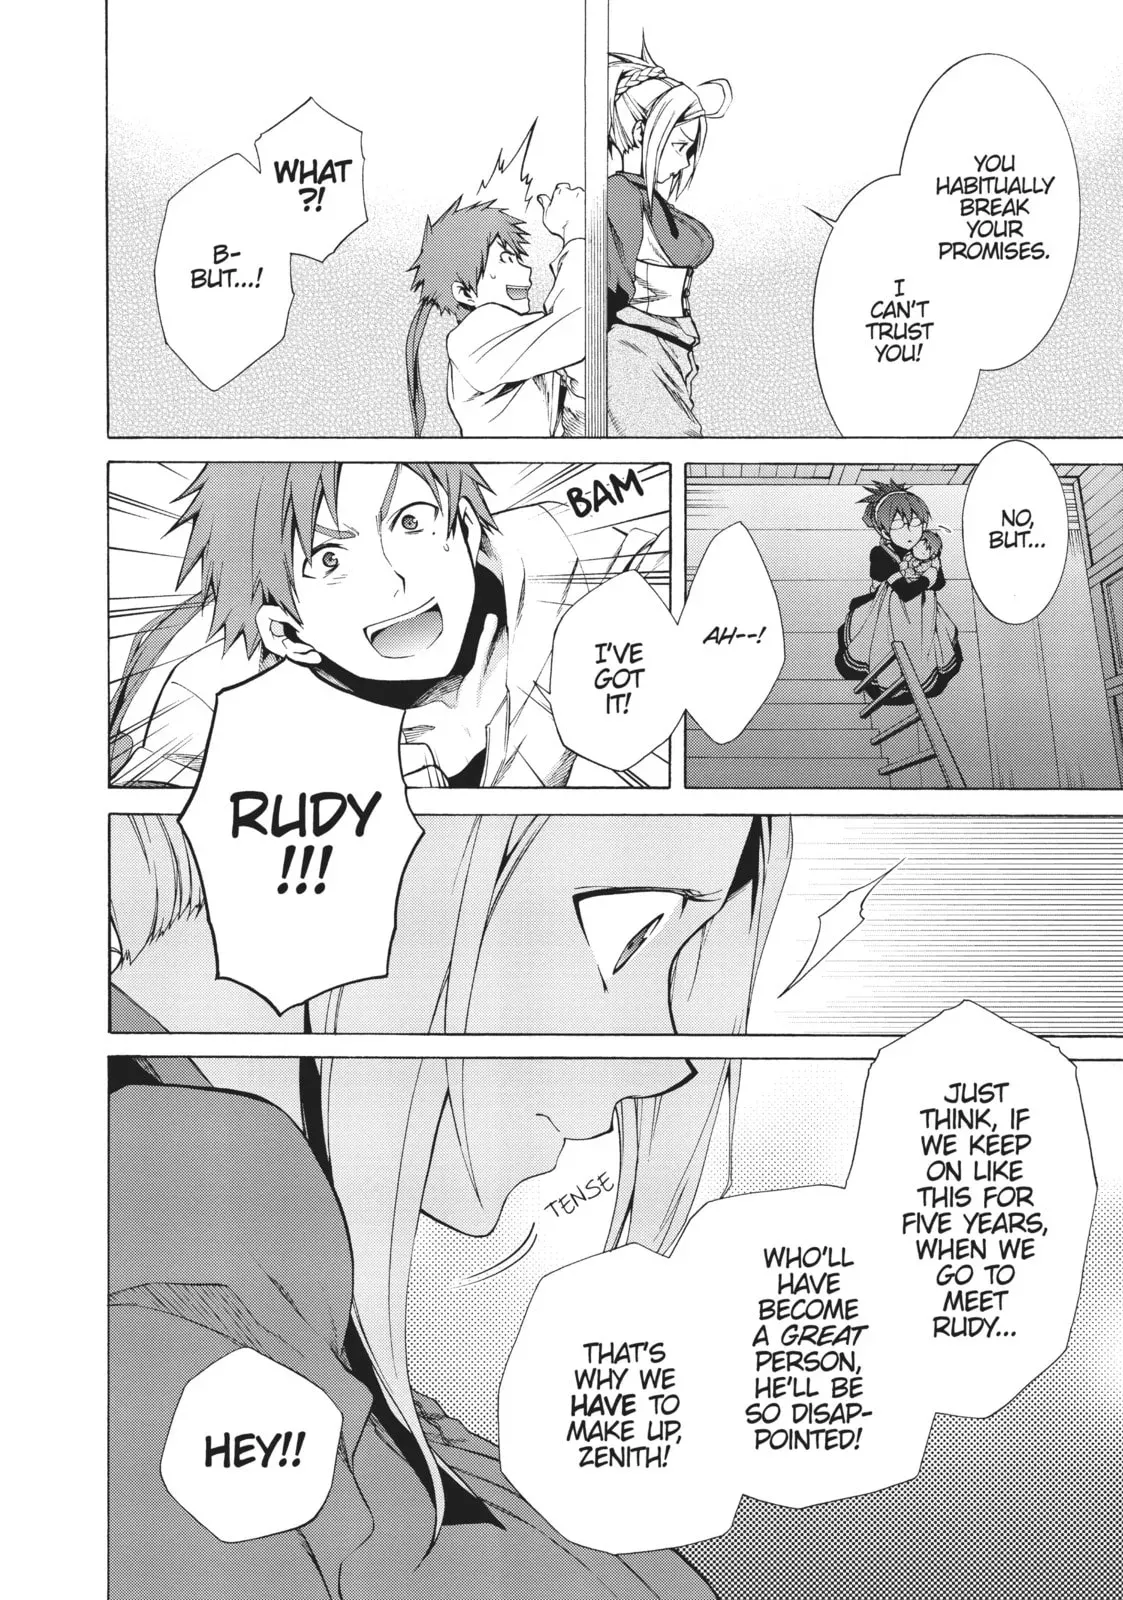 YOU
HABITUALLY
BREAK
YOUR
PROMISES.
I
CAN'T
TRUST
YOU!
WHAT
?!
B-
BUT...!
NO,
BUT...
AH--!
I'VE
GOT
IT!
BAM
RUDY
!!!
JUST
THINK, IF
WE KEEP
ON LIKE
THIS FOR
FIVE YEARS,
WHEN WE
GO TO
MEET
RUDY...
WHO'LL
HAVE
BECOME
A GREAT
PERSON,
HE'LL BE
SO DISAP-
POINTED!
TENSE
THAT'S
WHY WE
HAVE TO
MAKE UP,
ZENITH!
HEY!!